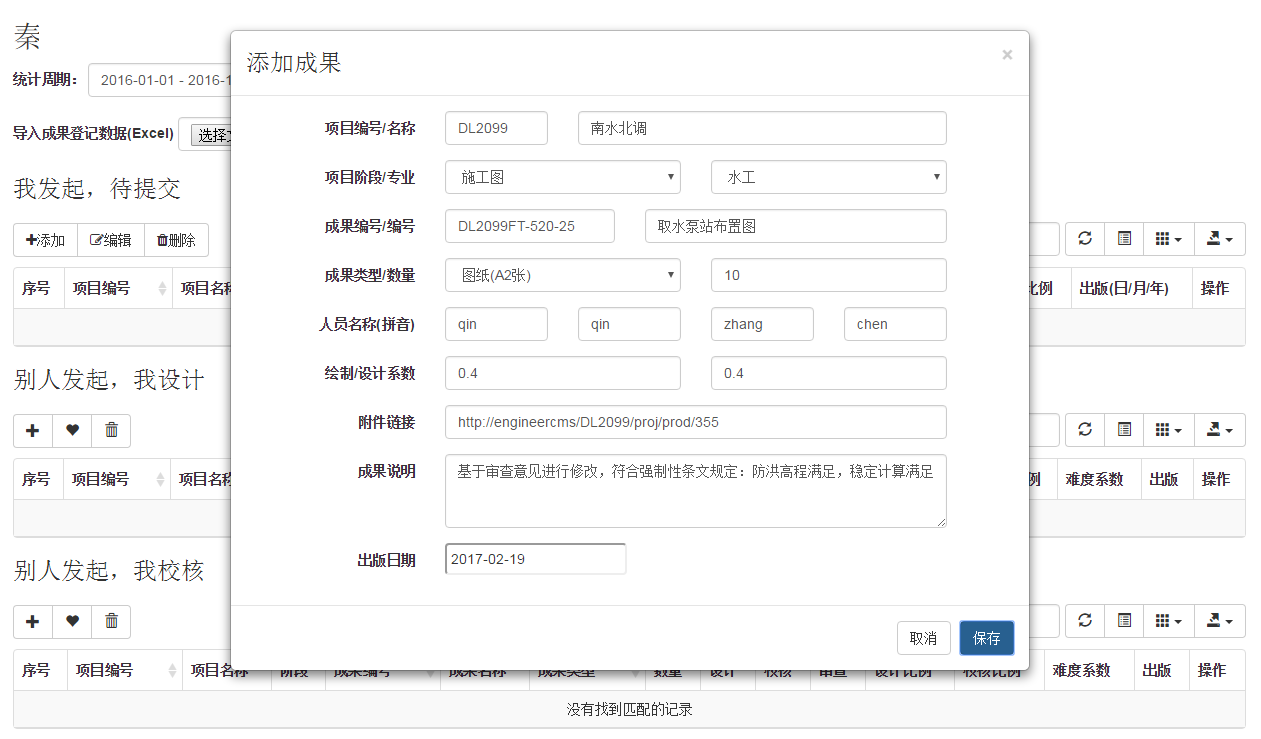 秦
添加成果 ×
统计周期： 2016-01-01 - 2016-1
项目编号/名称 DL2099 南水北调
导入成果登记数据(Excel) 选择
项目阶段/专业 施工图 水工
我发起，待提交
成果编号/编号 DL2099FT-520-25 取水泵站布置图
添加 编辑 删除
成果类型/数量 图纸(A2张) 10
序号 项目编号 项目名称 比例 出版(日/月/年) 操作
人员名称(拼音) qin qin zhang chen
绘制/设计系数 0.4 0.4
别人发起，我设计
附件链接 http://engineercms/DL2099/proj/prod/355
成果说明 基于审查意见进行修改，符合强制性条文规定：防洪高程满足，稳定计算满足
序号 项目编号 项目名称 例 难度系数 出版 操作
出版日期 2017-02-19
别人发起，我校核
取消 保存
序号 项目编号 项目名称 阶段 成果编号 成果名称 成果类型 数量 设计 校核 审查 设计比例 校核比例 难度系数 出版 操作
没有找到匹配的记录